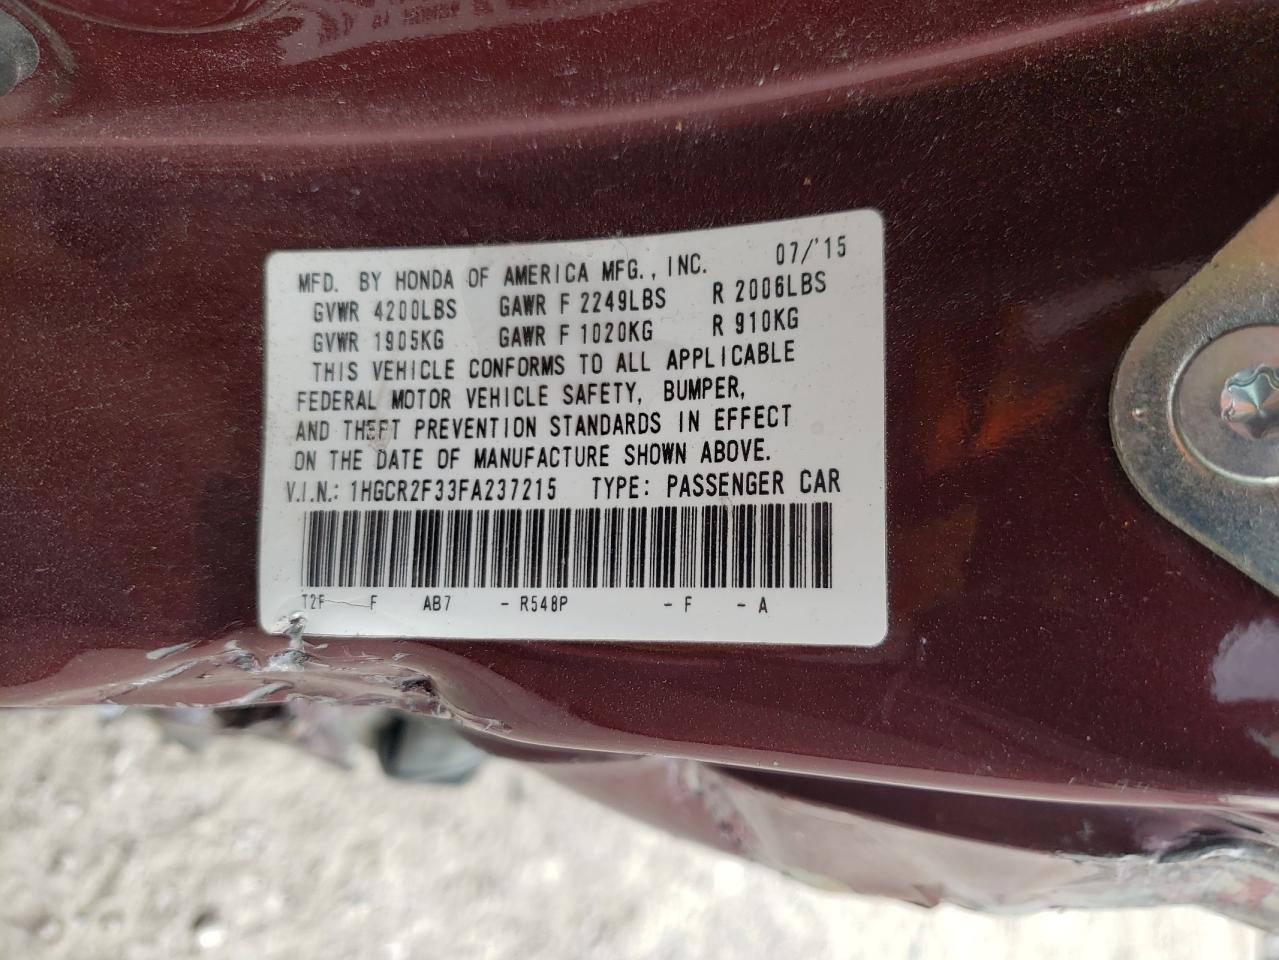 MFD. BY HONDA OF AMERICA MFG., INC. 07/'15
GVWR 4200LBS GAWR F 2249LBS R 2006LBS
GVWR 1905KG GAWR F 1020KG R 910KG
THIS VEHICLE CONFORMS TO ALL APPLICABLE
FEDERAL MOTOR VEHICLE SAFETY, BUMPER,
AND THEFT PREVENTION STANDARDS IN EFFECT
ON THE DATE OF MANUFACTURE SHOWN ABOVE.
V.I.N.: 1HGCR2F33FA237215 TYPE: PASSENGER CAR
T2F F AB7 - R548P - F - A